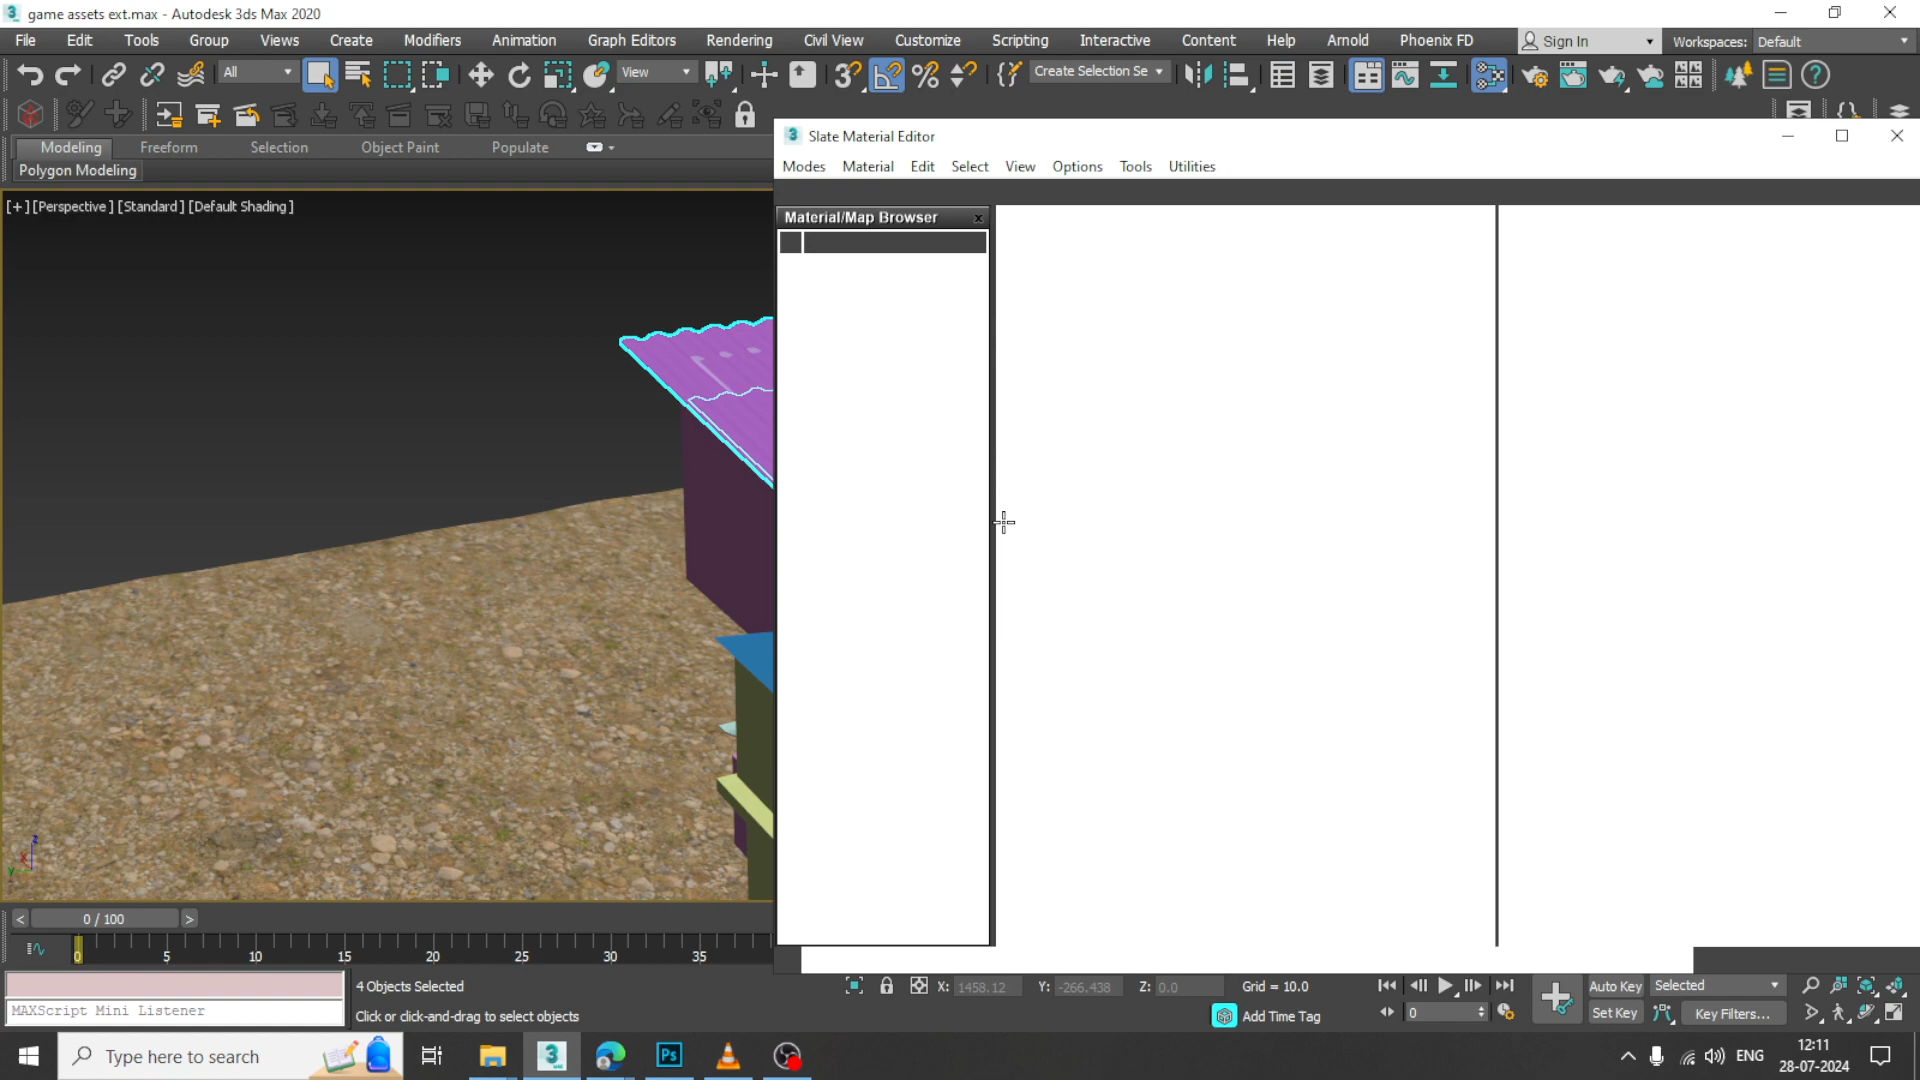 game assets ext.max - Autodesk 3ds Max 2020
File Edit Tools Group Views Create Modifiers Animation Graph Editors Rendering Civil View Customize Scripting Interactive Content Help Arnold Phoenix FD Sign In Workspaces: Default
All View Create Selection Se
Modeling Freeform Selection Object Paint Populate
Polygon Modeling
[+] [Perspective] [Standard] [Default Shading]
Slate Material Editor
Modes Material Edit Select View Options Tools Utilities
Material/Map Browser x
z
x
y
< 0 / 100 >
0 5 10 15 20 25 30 35
4 Objects Selected
X: 1458.12 Y: -266.438 Z: 0.0 Grid = 10.0
Auto Key Selected
MAXScript Mini Listener
Click or click-and-drag to select objects
Add Time Tag
0
Set Key Key Filters...
Type here to search
Ps
ENG
12:11
28-07-2024